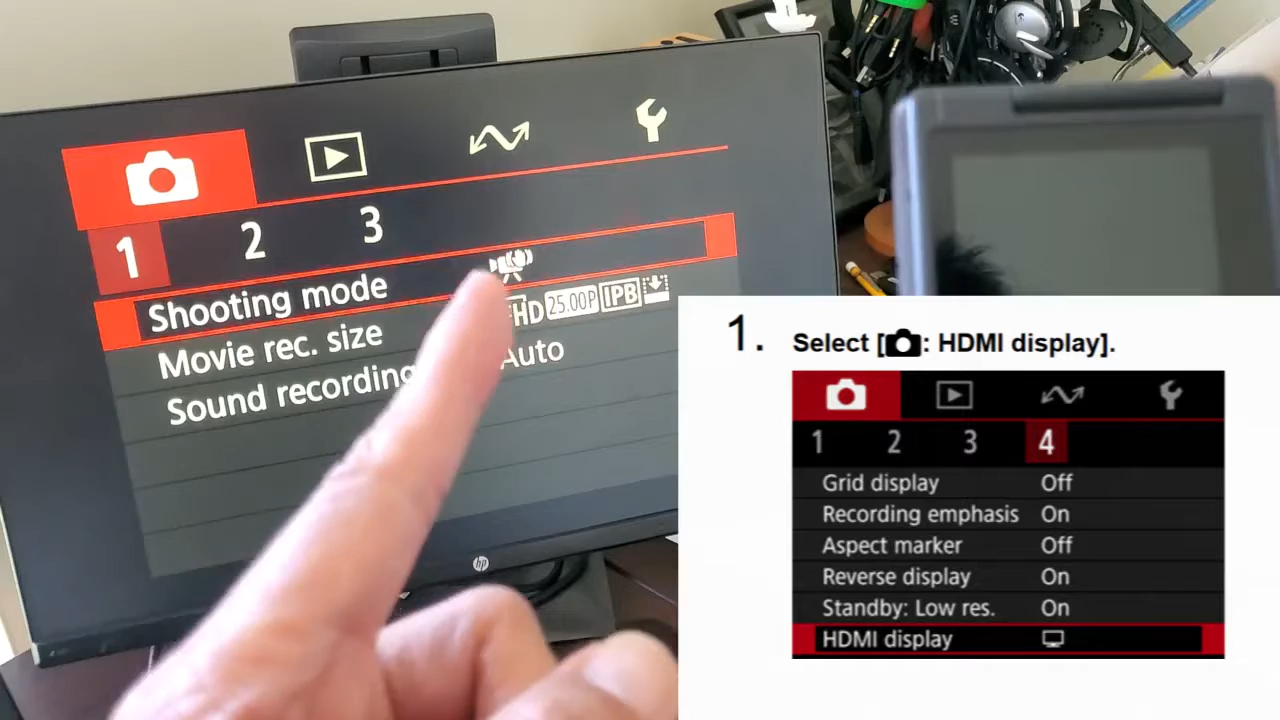 1 2 3
Shooting mode
Movie rec. size FHD 25.00P IPB
Sound recording Auto
hp
1. Select [: HDMI display].
1 2 3 4
Grid display Off
Recording emphasis On
Aspect marker Off
Reverse display On
Standby: Low res. On
HDMI display